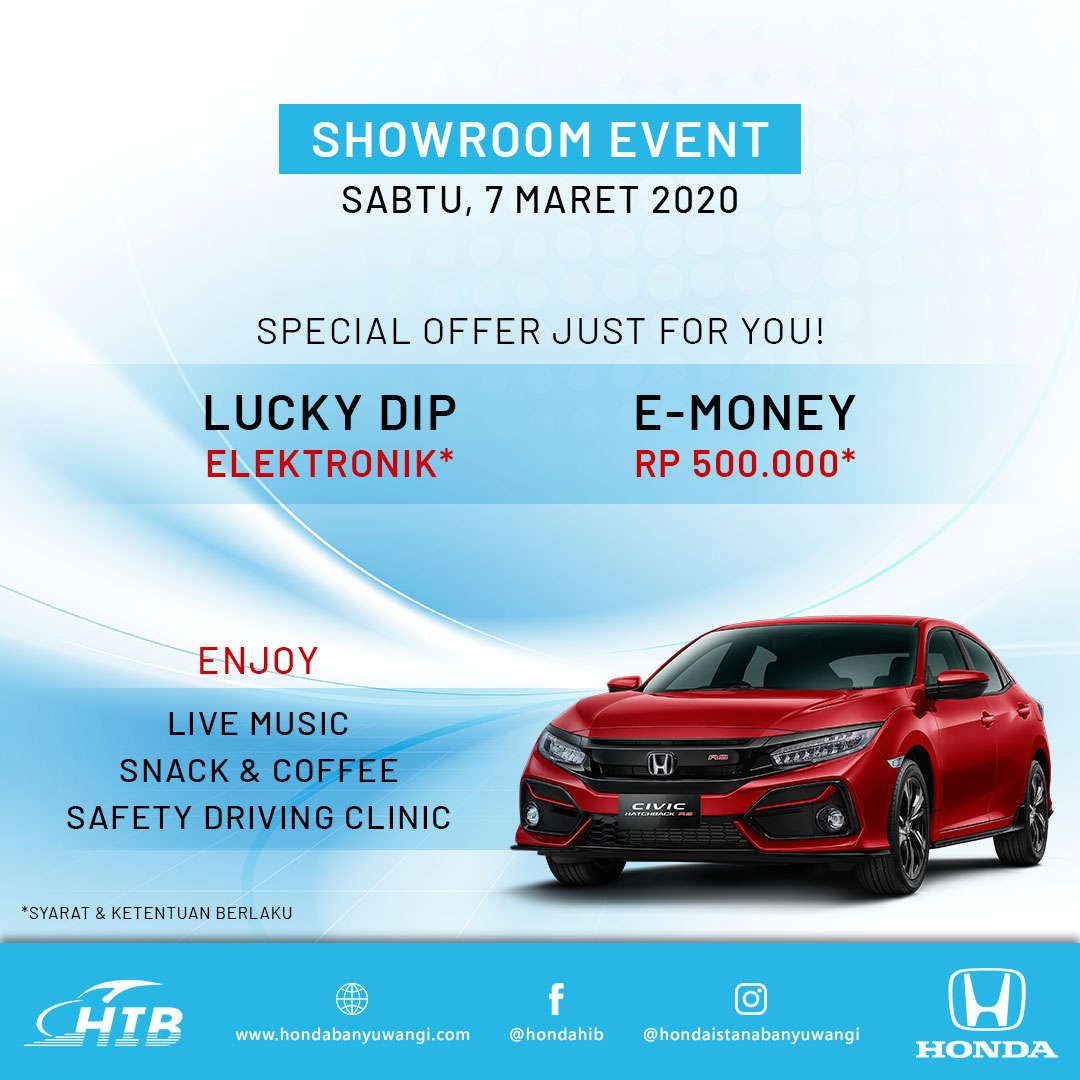 SHOWROOM EVENT
SABTU, 7 MARET 2020
SPECIAL OFFER JUST FOR YOU!
LUCKY DIP
ELEKTRONIK*
E-MONEY
RP 500.000*
ENJOY
LIVE MUSIC
SNACK & COFFEE
SAFETY DRIVING CLINIC
RS
CIVIC
HATCHBACK RS
*SYARAT & KETENTUAN BERLAKU
HTB
www.hondabanyuwangi.com
@hondahib
@hondaistanabanyuwangi
HONDA